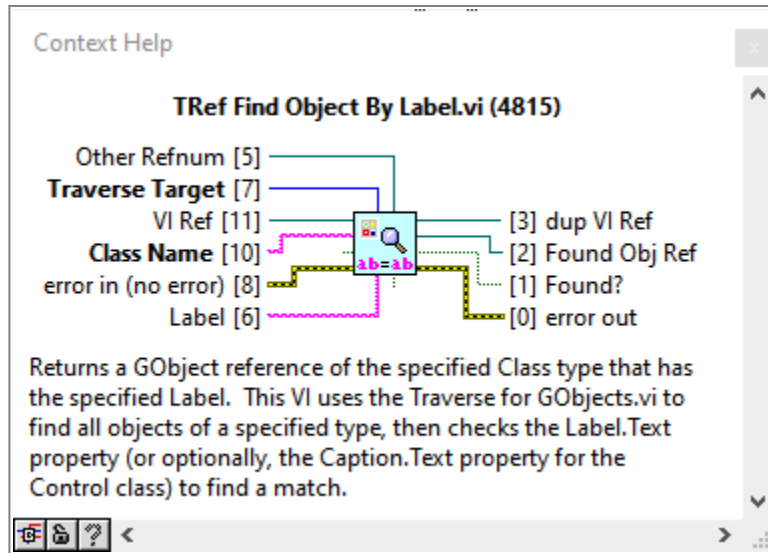 Context Help
x
TRef Find Object By Label.vi (4815)
Other Refnum [5]
Traverse Target [7]
VI Ref [11]
[3] dup VI Ref
Class Name [10]
[2] Found Obj Ref
error in (no error) [8]
[1] Found?
Label [6]
[0] error out
ab=ab
Returns a GObject reference of the specified Class type that has
the specified Label.  This VI uses the Traverse for GObjects.vi to
find all objects of a specified type, then checks the Label.Text
property (or optionally, the Caption.Text property for the
Control class) to find a match.
?